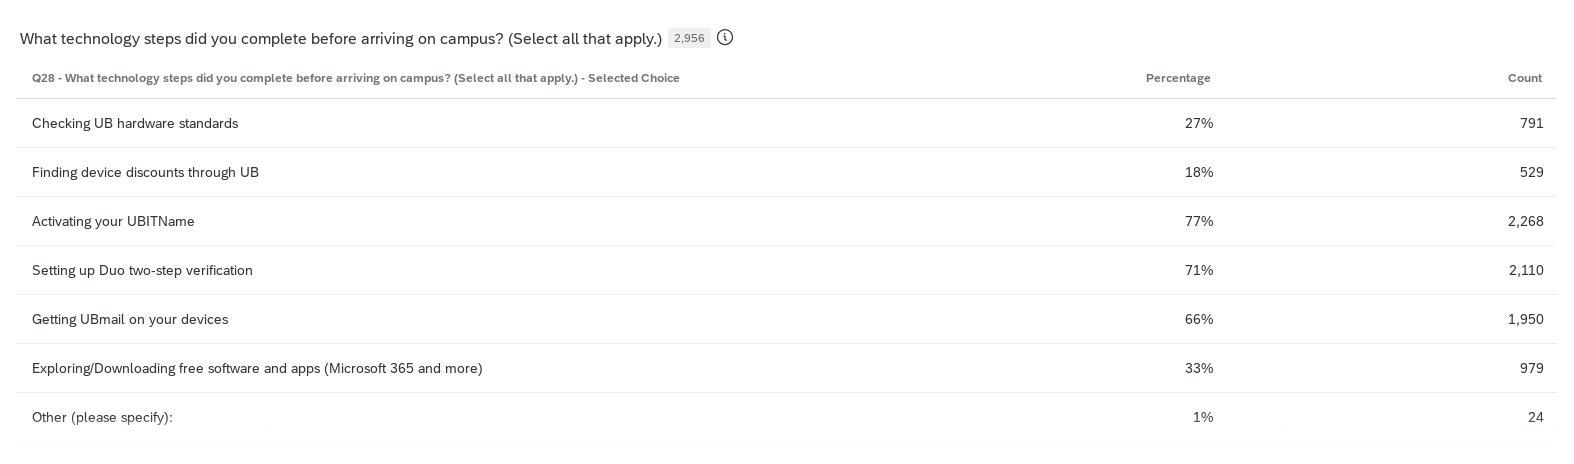 What technology steps did you complete before arriving on campus? (Select all that apply.) 2,956
Q28 - What technology steps did you complete before arriving on campus? (Select all that apply.) - Selected Choice Percentage Count
Checking UB hardware standards 27% 791
Finding device discounts through UB 18% 529
Activating your UBITName 77% 2,268
Setting up Duo two-step verification 71% 2,110
Getting UBmail on your devices 66% 1,950
Exploring/Downloading free software and apps (Microsoft 365 and more) 33% 979
Other (please specify): 1% 24